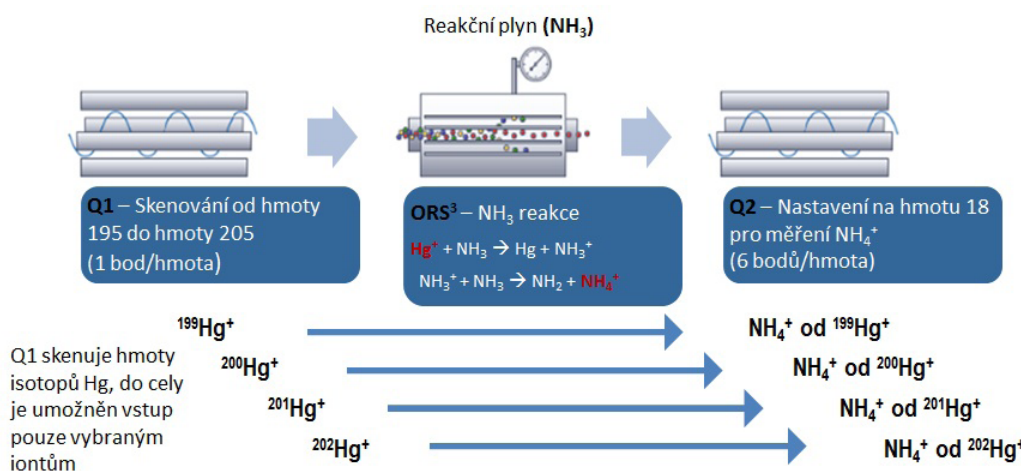 Reakční plyn (NH₃)
Q1 – Skenování od hmoty
195 do hmoty 205
(1 bod/hmota)
ORS³ – NH₃ reakce
Hg⁺ + NH₃ → Hg + NH₃⁺
NH₃⁺ + NH₃ → NH₂ + NH₄⁺
Q2 – Nastavení na hmotu 18
pro měření NH₄⁺
(6 bodů/hmota)
¹⁹⁹Hg⁺
NH₄⁺ od ¹⁹⁹Hg⁺
Q1 skenuje hmoty
isotopů Hg, do cely
je umožněn vstup
pouze vybraným
iontům
²⁰⁰Hg⁺
NH₄⁺ od ²⁰⁰Hg⁺
²⁰¹Hg⁺
NH₄⁺ od ²⁰¹Hg⁺
²⁰²Hg⁺
NH₄⁺ od ²⁰²Hg⁺